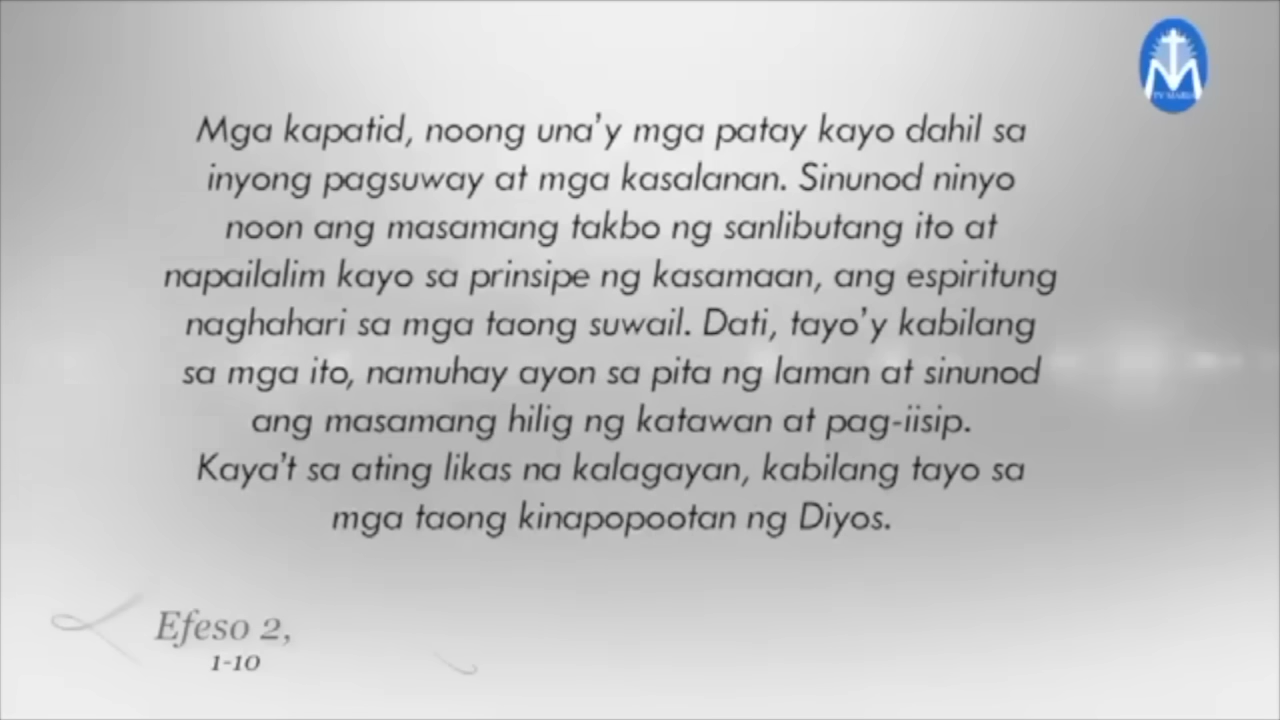 Mga kapatid, noong una'y mga patay kayo dahil sa
inyong pagsuway at mga kasalanan. Sinunod ninyo
noon ang masamang takbo ng sanlibutang ito at
napailalim kayo sa prinsipe ng kasamaan, ang espiritung
naghahari sa mga taong suwail. Dati, tayo'y kabilang
sa mga ito, namuhay ayon sa pita ng laman at sinunod
ang masamang hilig ng katawan at pag-iisip.
Kaya't sa ating likas na kalagayan, kabilang tayo sa
mga taong kinapopootan ng Diyos.
Efeso 2,
1-10
TV MARIA